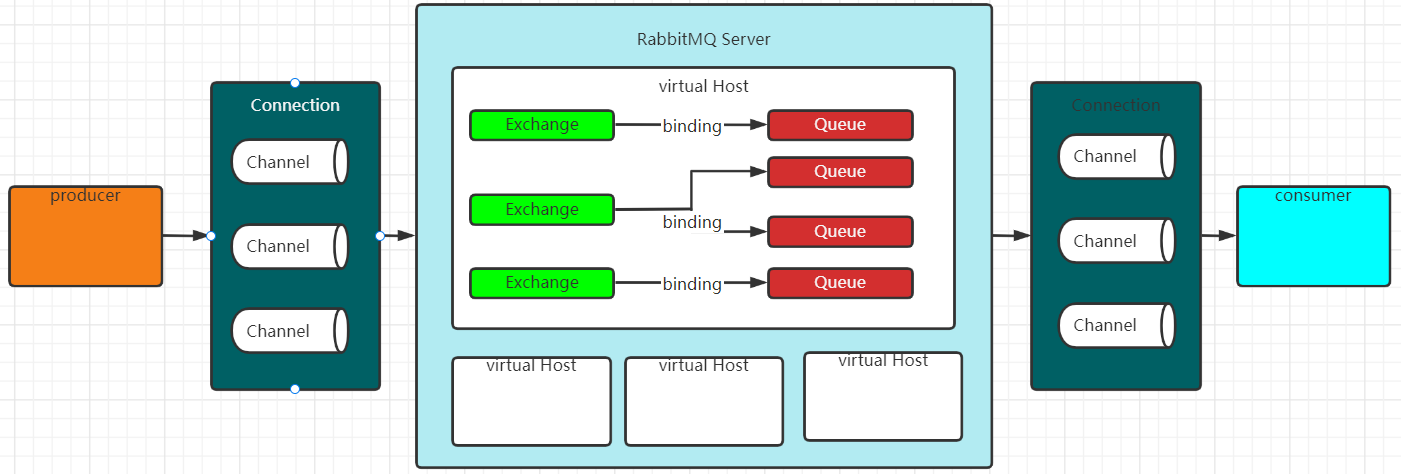 RabbitMQ Server
virtual Host
Connection
Channel
Channel
Channel
producer
Exchange
binding
Queue
Exchange
binding
Queue
Queue
Exchange
binding
Queue
virtual Host
virtual Host
virtual Host
Connection
Channel
Channel
Channel
consumer